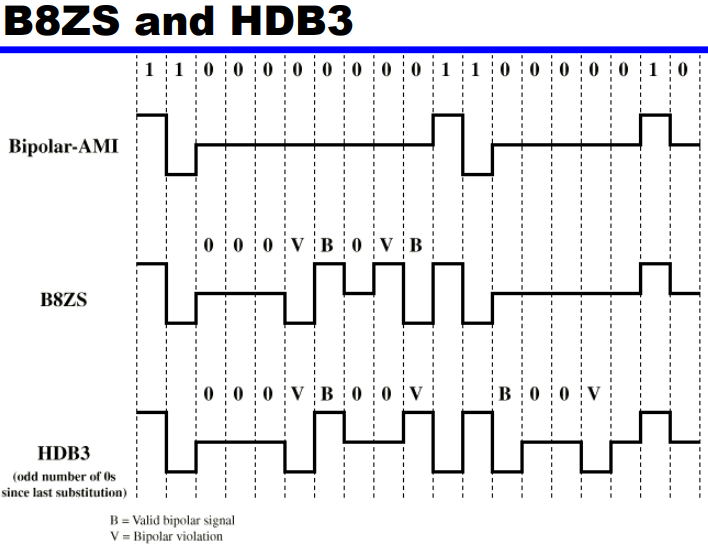 B8ZS and HDB3
1 1 0 0 0 0 0 0 0 0 1 1 0 0 0 0 0 1 0
Bipolar-AMI
0 0 0 V B 0 V B
B8ZS
0 0 0 V B 0 0 V B 0 0 V
HDB3
(odd number of 0s
since last substitution)
B = Valid bipolar signal
V = Bipolar violation